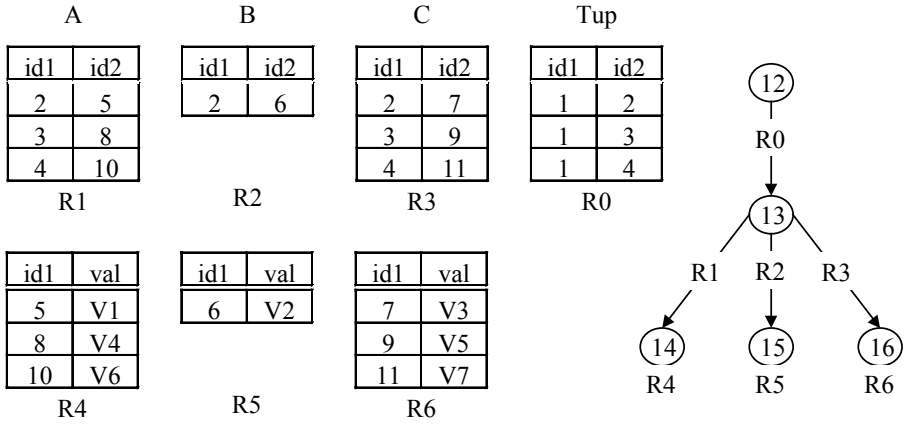 A B C Tup
id1 id2 id1 id2 id1 id2 id1 id2
2 5 2 6 2 7 1 2 12
3 8 3 9 1 3 R0
4 10 4 11 1 4
R1 R2 R3 R0 13
id1 val id1 val id1 val R1 R2 R3
5 V1 6 V2 7 V3
8 V4 9 V5 14 15 16
10 V6 11 V7 R4 R5 R6
R4 R5 R6